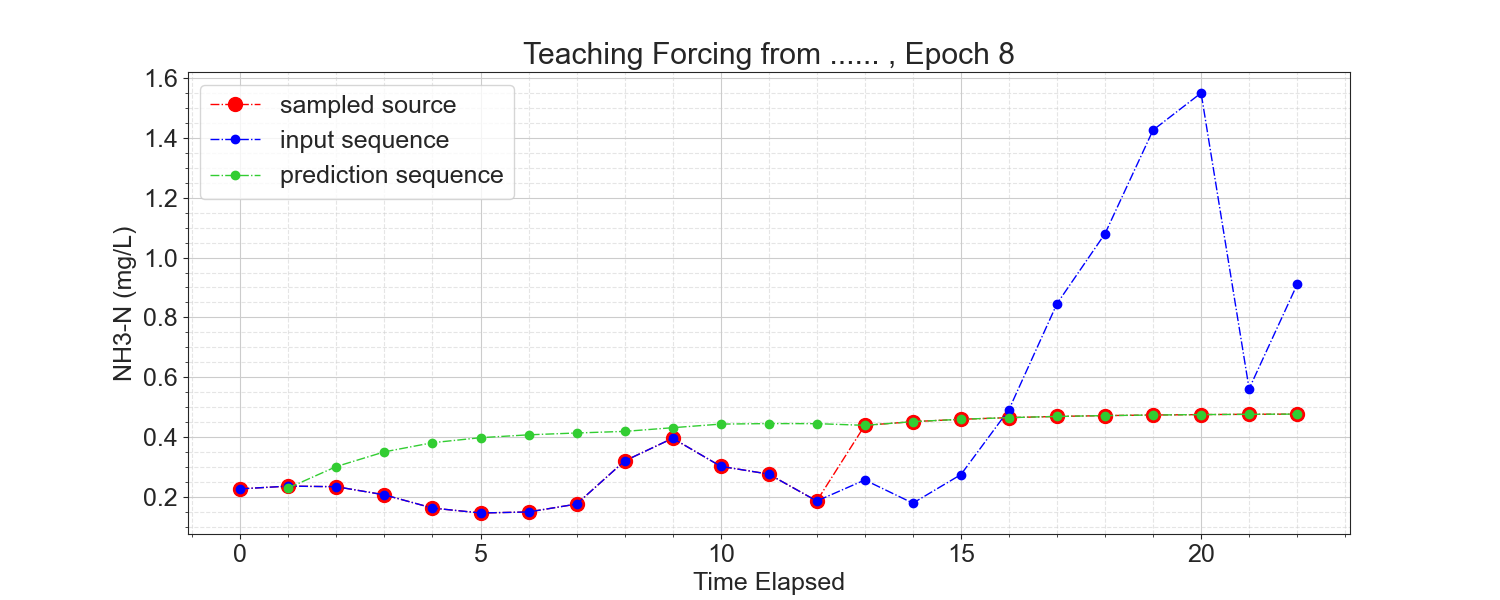 Teaching Forcing from ...... , Epoch 8
sampled source
input sequence
prediction sequence
NH3-N (mg/L)
1.6
1.4
1.2
1.0
0.8
0.6
0.4
0.2
0 5 10 15 20
Time Elapsed